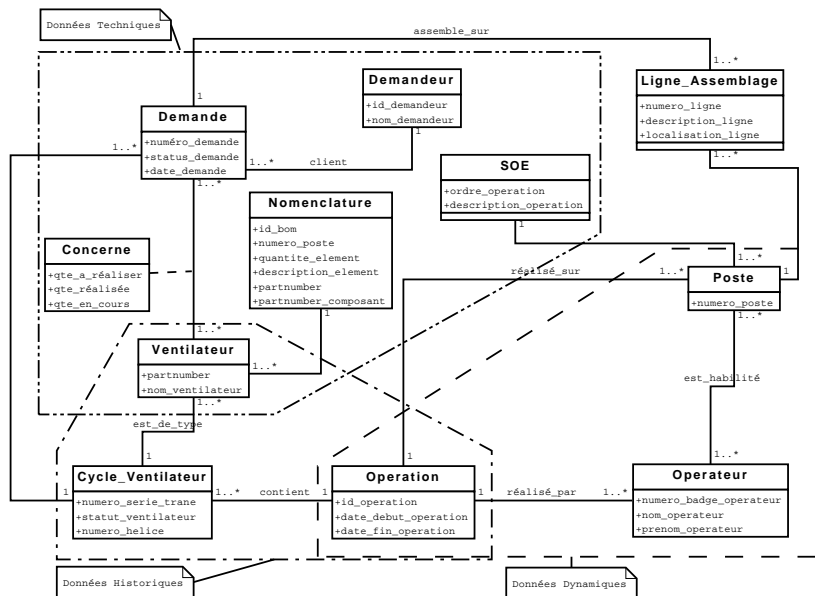 Données Techniques
assemble_sur
1..*
1
Demandeur
+id_demandeur
+nom_demandeur
1
Ligne_Assemblage
+numero_ligne
+description_ligne
+localisation_ligne
1..*
Demande
+numéro_demande
+status_demande
+date_demande
1..*
1..*
client
1..*
SOE
+ordre_operation
+description_operation
1
Nomenclature
+id_bom
+numero_poste
+quantite_element
+description_element
+partnumber
+partnumber_composant
1
Concerne
+qte_a_réaliser
+qte_réalisée
+qte_en_cours
réalisé_sur
1..*
1..*
Poste
+numero_poste
1
1..*
1..*
Ventilateur
+partnumber
+nom_ventilateur
1..*
1..*
est_de_type
1
est_habilité
1..*
1
Cycle_Ventilateur
+numero_serie_trane
+statut_ventilateur
+numero_helice
1
1..*
contient
1
Operation
+id_operation
+date_debut_operation
+date_fin_operation
1
réalisé_par
1..*
Operateur
+numero_badge_operateur
+nom_operateur
+prenom_operateur
Données Historiques
Données Dynamiques